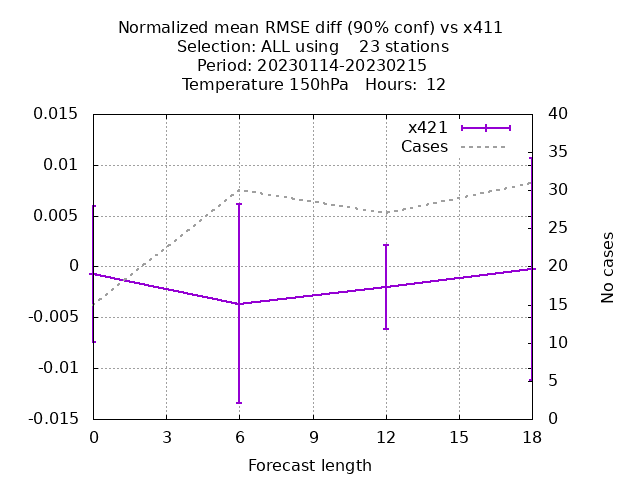 Normalized mean RMSE diff (90% conf) vs x411
Selection: ALL using    23 stations
Period: 20230114-20230215
Temperature 150hPa   Hours:  12
0.015
0.01
0.005
0
-0.005
-0.01
-0.015
40
35
30
25
20
15
10
5
0
x421
Cases
No cases
0 3 6 9 12 15 18
Forecast length